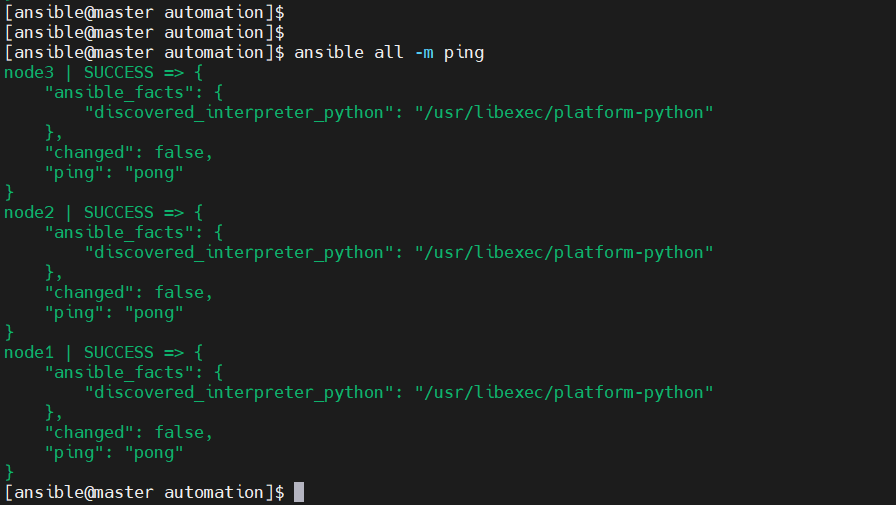 [ansible@master automation]$
[ansible@master automation]$
[ansible@master automation]$ ansible all -m ping
node3 | SUCCESS => {
    "ansible_facts": {
        "discovered_interpreter_python": "/usr/libexec/platform-python"
    },
    "changed": false,
    "ping": "pong"
}
node2 | SUCCESS => {
    "ansible_facts": {
        "discovered_interpreter_python": "/usr/libexec/platform-python"
    },
    "changed": false,
    "ping": "pong"
}
node1 | SUCCESS => {
    "ansible_facts": {
        "discovered_interpreter_python": "/usr/libexec/platform-python"
    },
    "changed": false,
    "ping": "pong"
}
[ansible@master automation]$